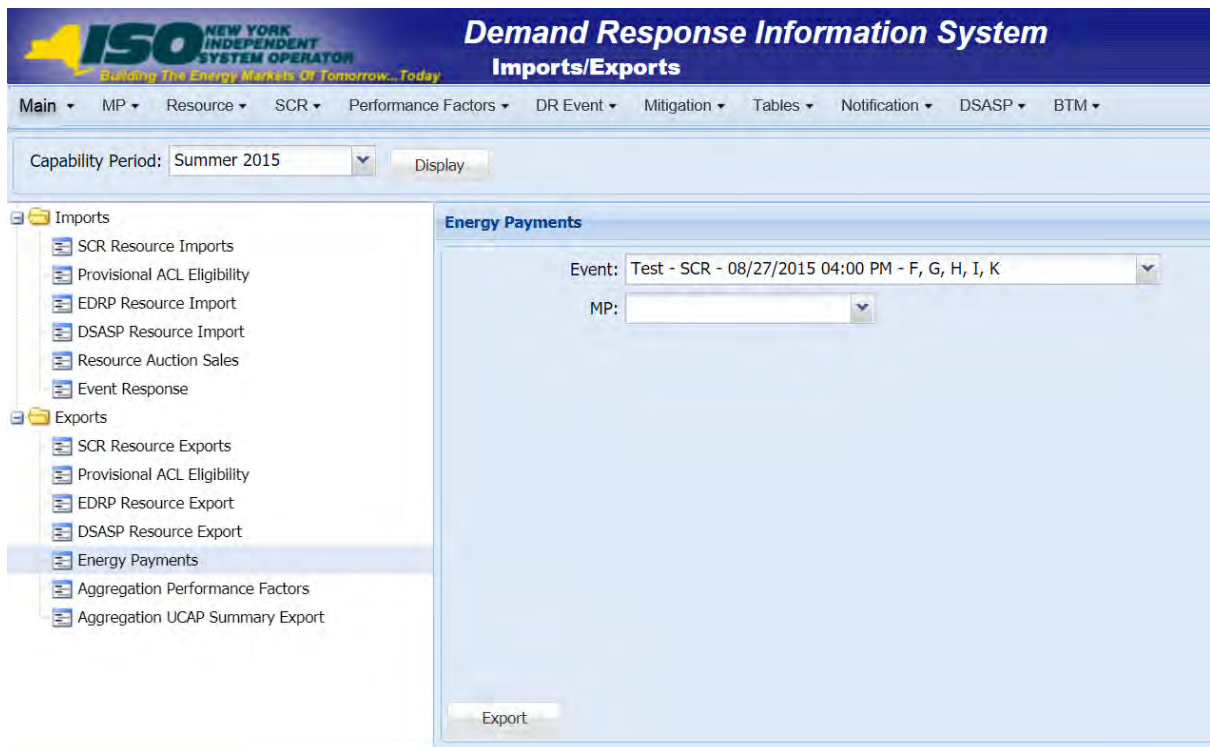 NEW YORK
ISO INDEPENDENT
SYSTEM OPERATOR
Building The Energy Markets Of Tomorrow...Today
Demand Response Information System
Imports/Exports
Main MP Resource SCR Performance Factors DR Event Mitigation Tables Notification DSASP BTM
Capability Period: Summer 2015 Display
Imports
SCR Resource Imports
Provisional ACL Eligibility
EDRP Resource Import
DSASP Resource Import
Resource Auction Sales
Event Response
Exports
SCR Resource Exports
Provisional ACL Eligibility
EDRP Resource Export
DSASP Resource Export
Energy Payments
Aggregation Performance Factors
Aggregation UCAP Summary Export
Energy Payments
Event: Test - SCR - 08/27/2015 04:00 PM - F, G, H, I, K
MP:
Export